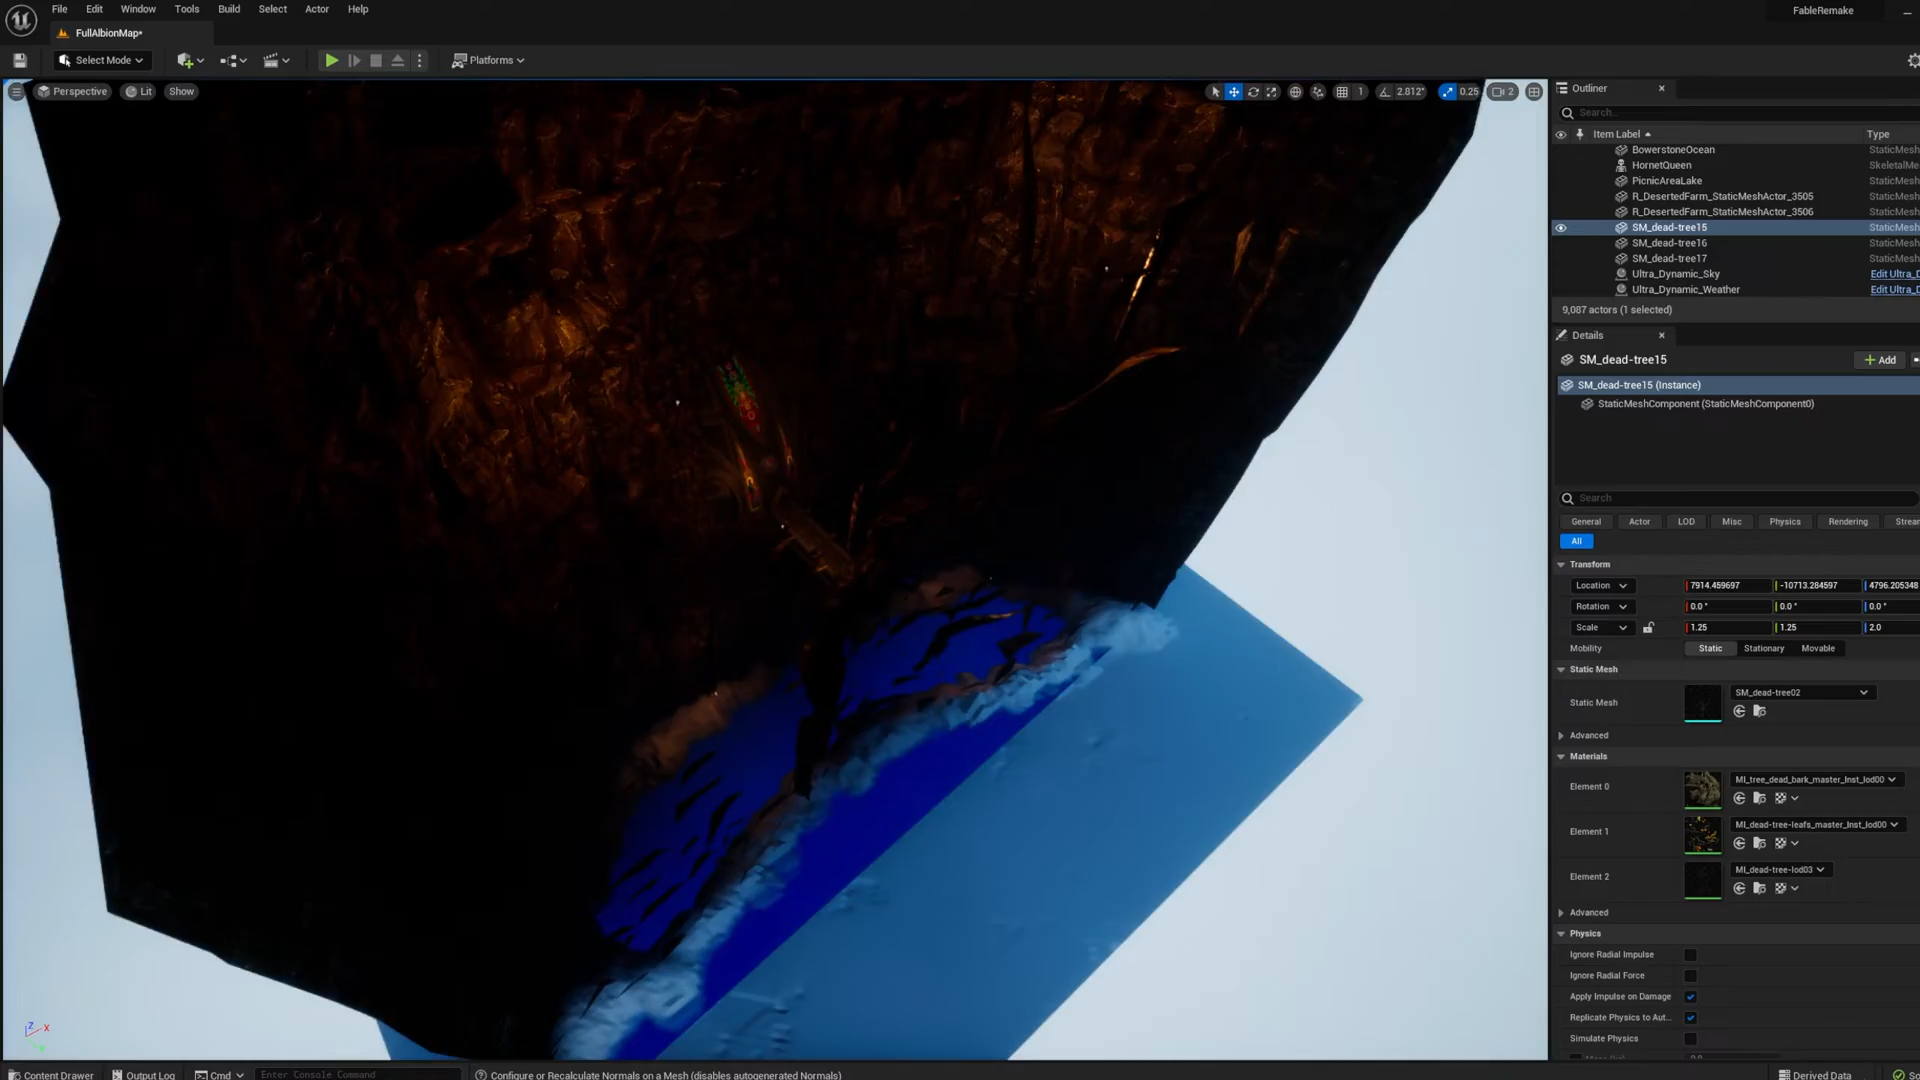 File Edit Window Tools Build Select Actor Help
FableRemake
FullAlbionMap*
Select Mode
Platforms
Perspective Lit Show
1 2.812° 0.25 2
Outliner
Search...
Item Label Type
BowerstoneOcean StaticMesh
HornetQueen SkeletalMe
PicnicAreaLake StaticMesh
R_DesertedFarm_StaticMeshActor_3505 StaticMesh
R_DesertedFarm_StaticMeshActor_3506 StaticMesh
SM_dead-tree15 StaticMesh
SM_dead-tree16 StaticMesh
SM_dead-tree17 StaticMesh
Ultra_Dynamic_Sky Edit Ultra_D
Ultra_Dynamic_Weather Edit Ultra_D
9,087 actors (1 selected)
Details
SM_dead-tree15
Add
SM_dead-tree15 (Instance)
StaticMeshComponent (StaticMeshComponent0)
Search
General Actor LOD Misc Physics Rendering Strean
All
Transform
Location 7914.459697 -10713.284597 4796.205348
Rotation 0.0 ° 0.0 ° 0.0 °
Scale 1.25 1.25 2.0
Mobility Static Stationary Movable
Static Mesh
Static Mesh SM_dead-tree02
Advanced
Materials
Element 0 MI_tree_dead_bark_master_Inst_lod00
Element 1 MI_dead-tree-leafs_master_Inst_lod00
Element 2 MI_dead-tree-lod03
Advanced
Physics
Ignore Radial Impulse
Ignore Radial Force
Apply Impulse on Damage
Replicate Physics to Aut...
Simulate Physics
Z X
Content Drawer Output Log Cmd Enter Console Command Configure or Recalculate Normals on a Mesh (disables autogenerated Normals) Derived Data So